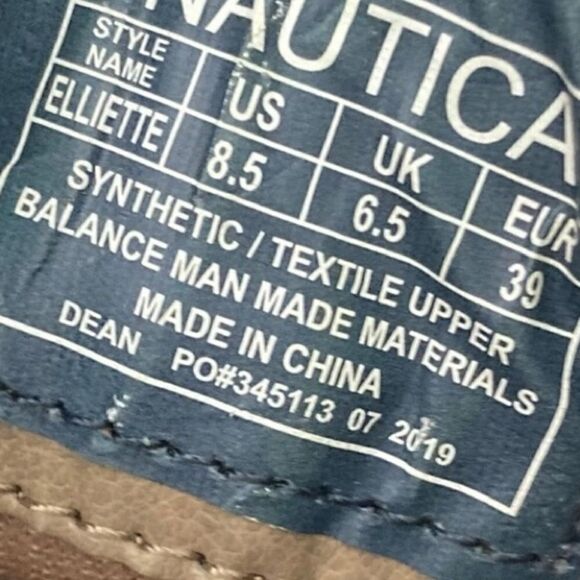 NAUTICA
STYLE NAME US UK EUR
ELLIETTE 8.5 6.5 39
SYNTHETIC / TEXTILE UPPER
BALANCE MAN MADE MATERIALS
MADE IN CHINA
DEAN PO#345113 07 2019